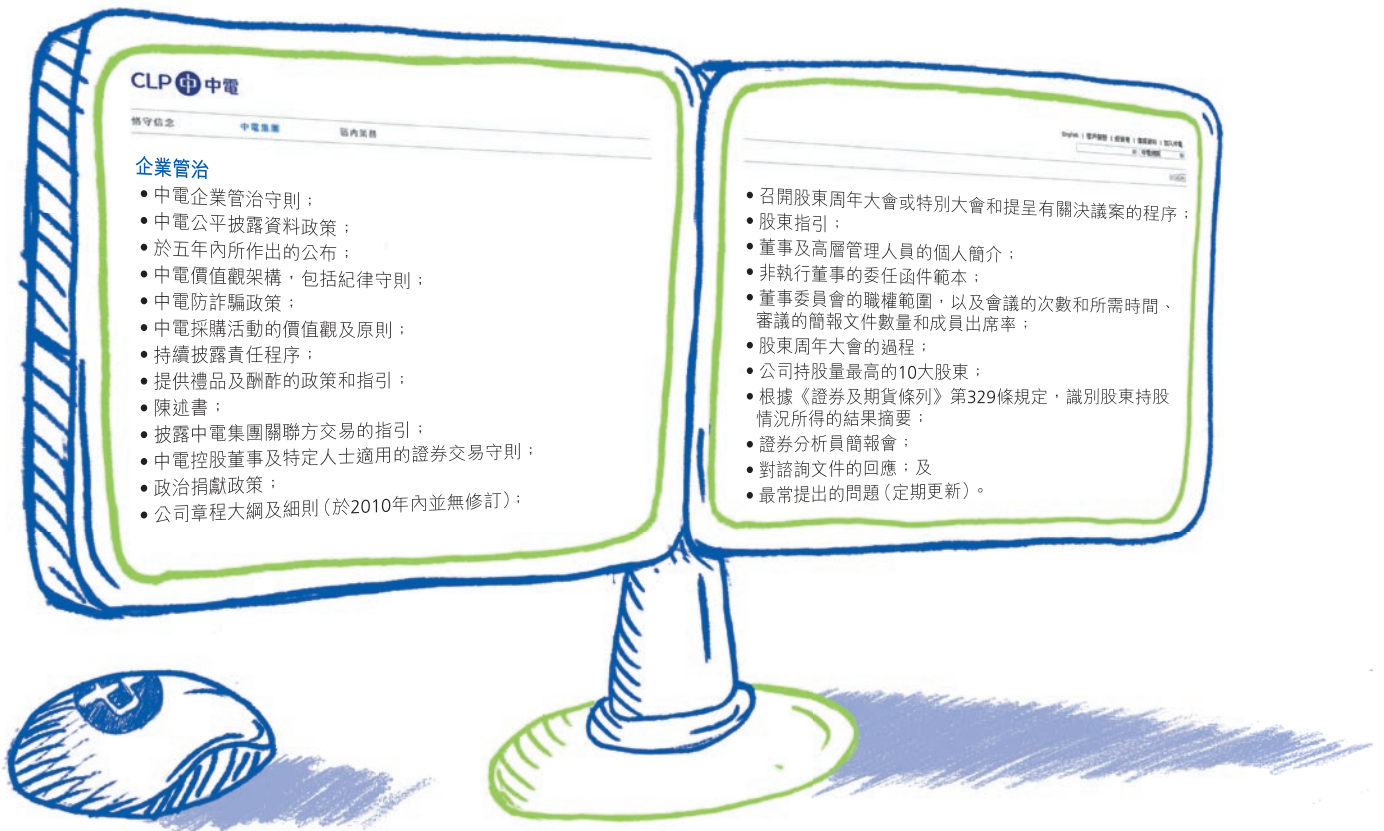 CLP 中電
恪守信念
中電集團
區內業務
企業管治
• 中電企業管治守則；
• 中電公平披露資料政策；
• 於五年內所作出的公布；
• 中電價值觀架構，包括紀律守則；
• 中電防詐騙政策；
• 中電採購活動的價值觀及原則；
• 持續披露責任程序；
• 提供禮品及酬酢的政策和指引；
• 陳述書；
• 披露中電集團關聯方交易的指引；
• 中電控股董事及特定人士適用的證券交易守則；
• 政治捐獻政策；
• 公司章程大綱及細則（於2010年內並無修訂）；
English
• 召開股東周年大會或特別大會和提呈有關決議案的程序；
• 股東指引；
• 董事及高層管理人員的個人簡介；
• 非執行董事的委任函件範本；
• 董事委員會的職權範圍，以及會議的次數和所需時間、
審議的簡報文件數量和成員出席率；
• 股東周年大會的過程；
• 公司持股量最高的10大股東；
• 根據《證券及期貨條列》第329條規定，識別股東持股
情況所得的結果摘要；
• 證券分析員簡報會；
• 對諮詢文件的回應；及
• 最常提出的問題（定期更新）。